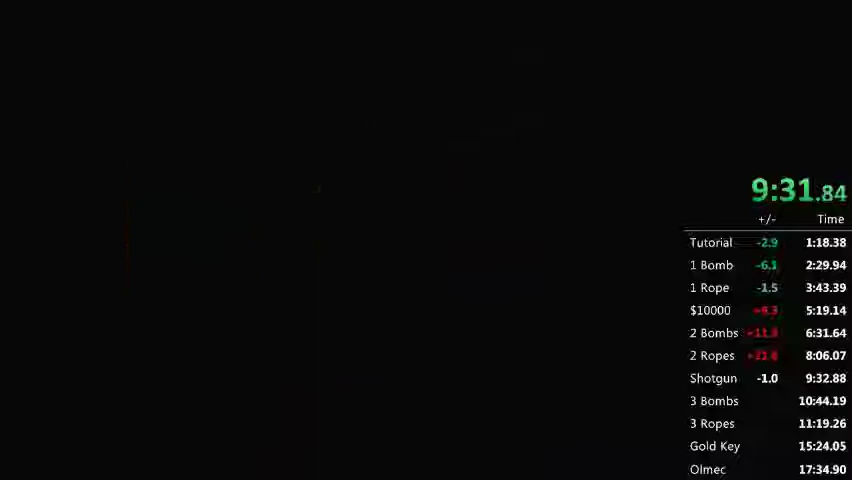 9:31.84
+/- Time
Tutorial -2.9 1:18.38
1 Bomb 2:29.94
1 Rope -1.5 3:43.39
$10000 5:19.14
2 Bombs 6:31.64
2 Ropes 8:06.07
Shotgun -1.0 9:32.88
3 Bombs 10:44.19
3 Ropes 11:19.26
Gold Key 15:24.05
Olmec 17:34.90